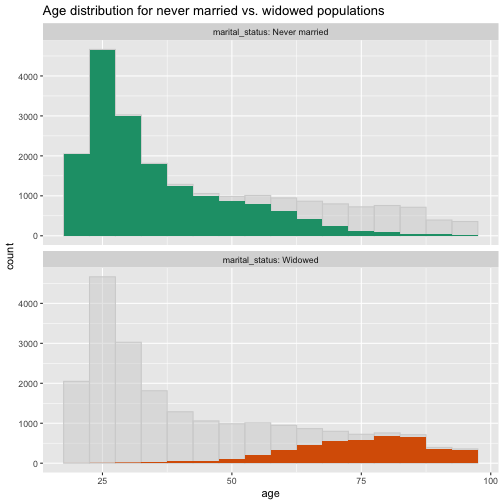 Age distribution for never married vs. widowed populations
marital_status: Never married
4000
3000
2000
1000
0
marital_status: Widowed
4000
3000
2000
1000
0
count
25
50
75
100
age